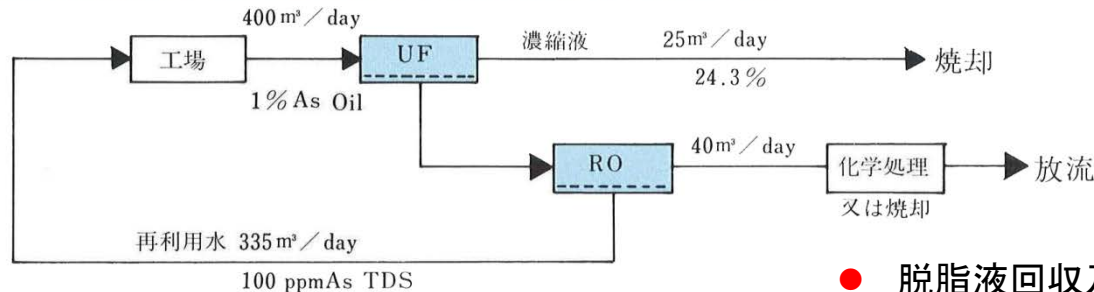 400m³/day
工場
UF
濃縮液 25m³/day
焼却
1% As Oil
24.3%
RO
40m³/day
化学処理
放流
又は焼却
再利用水 335m³/day
100 ppmAs TDS
● 脱脂液回収